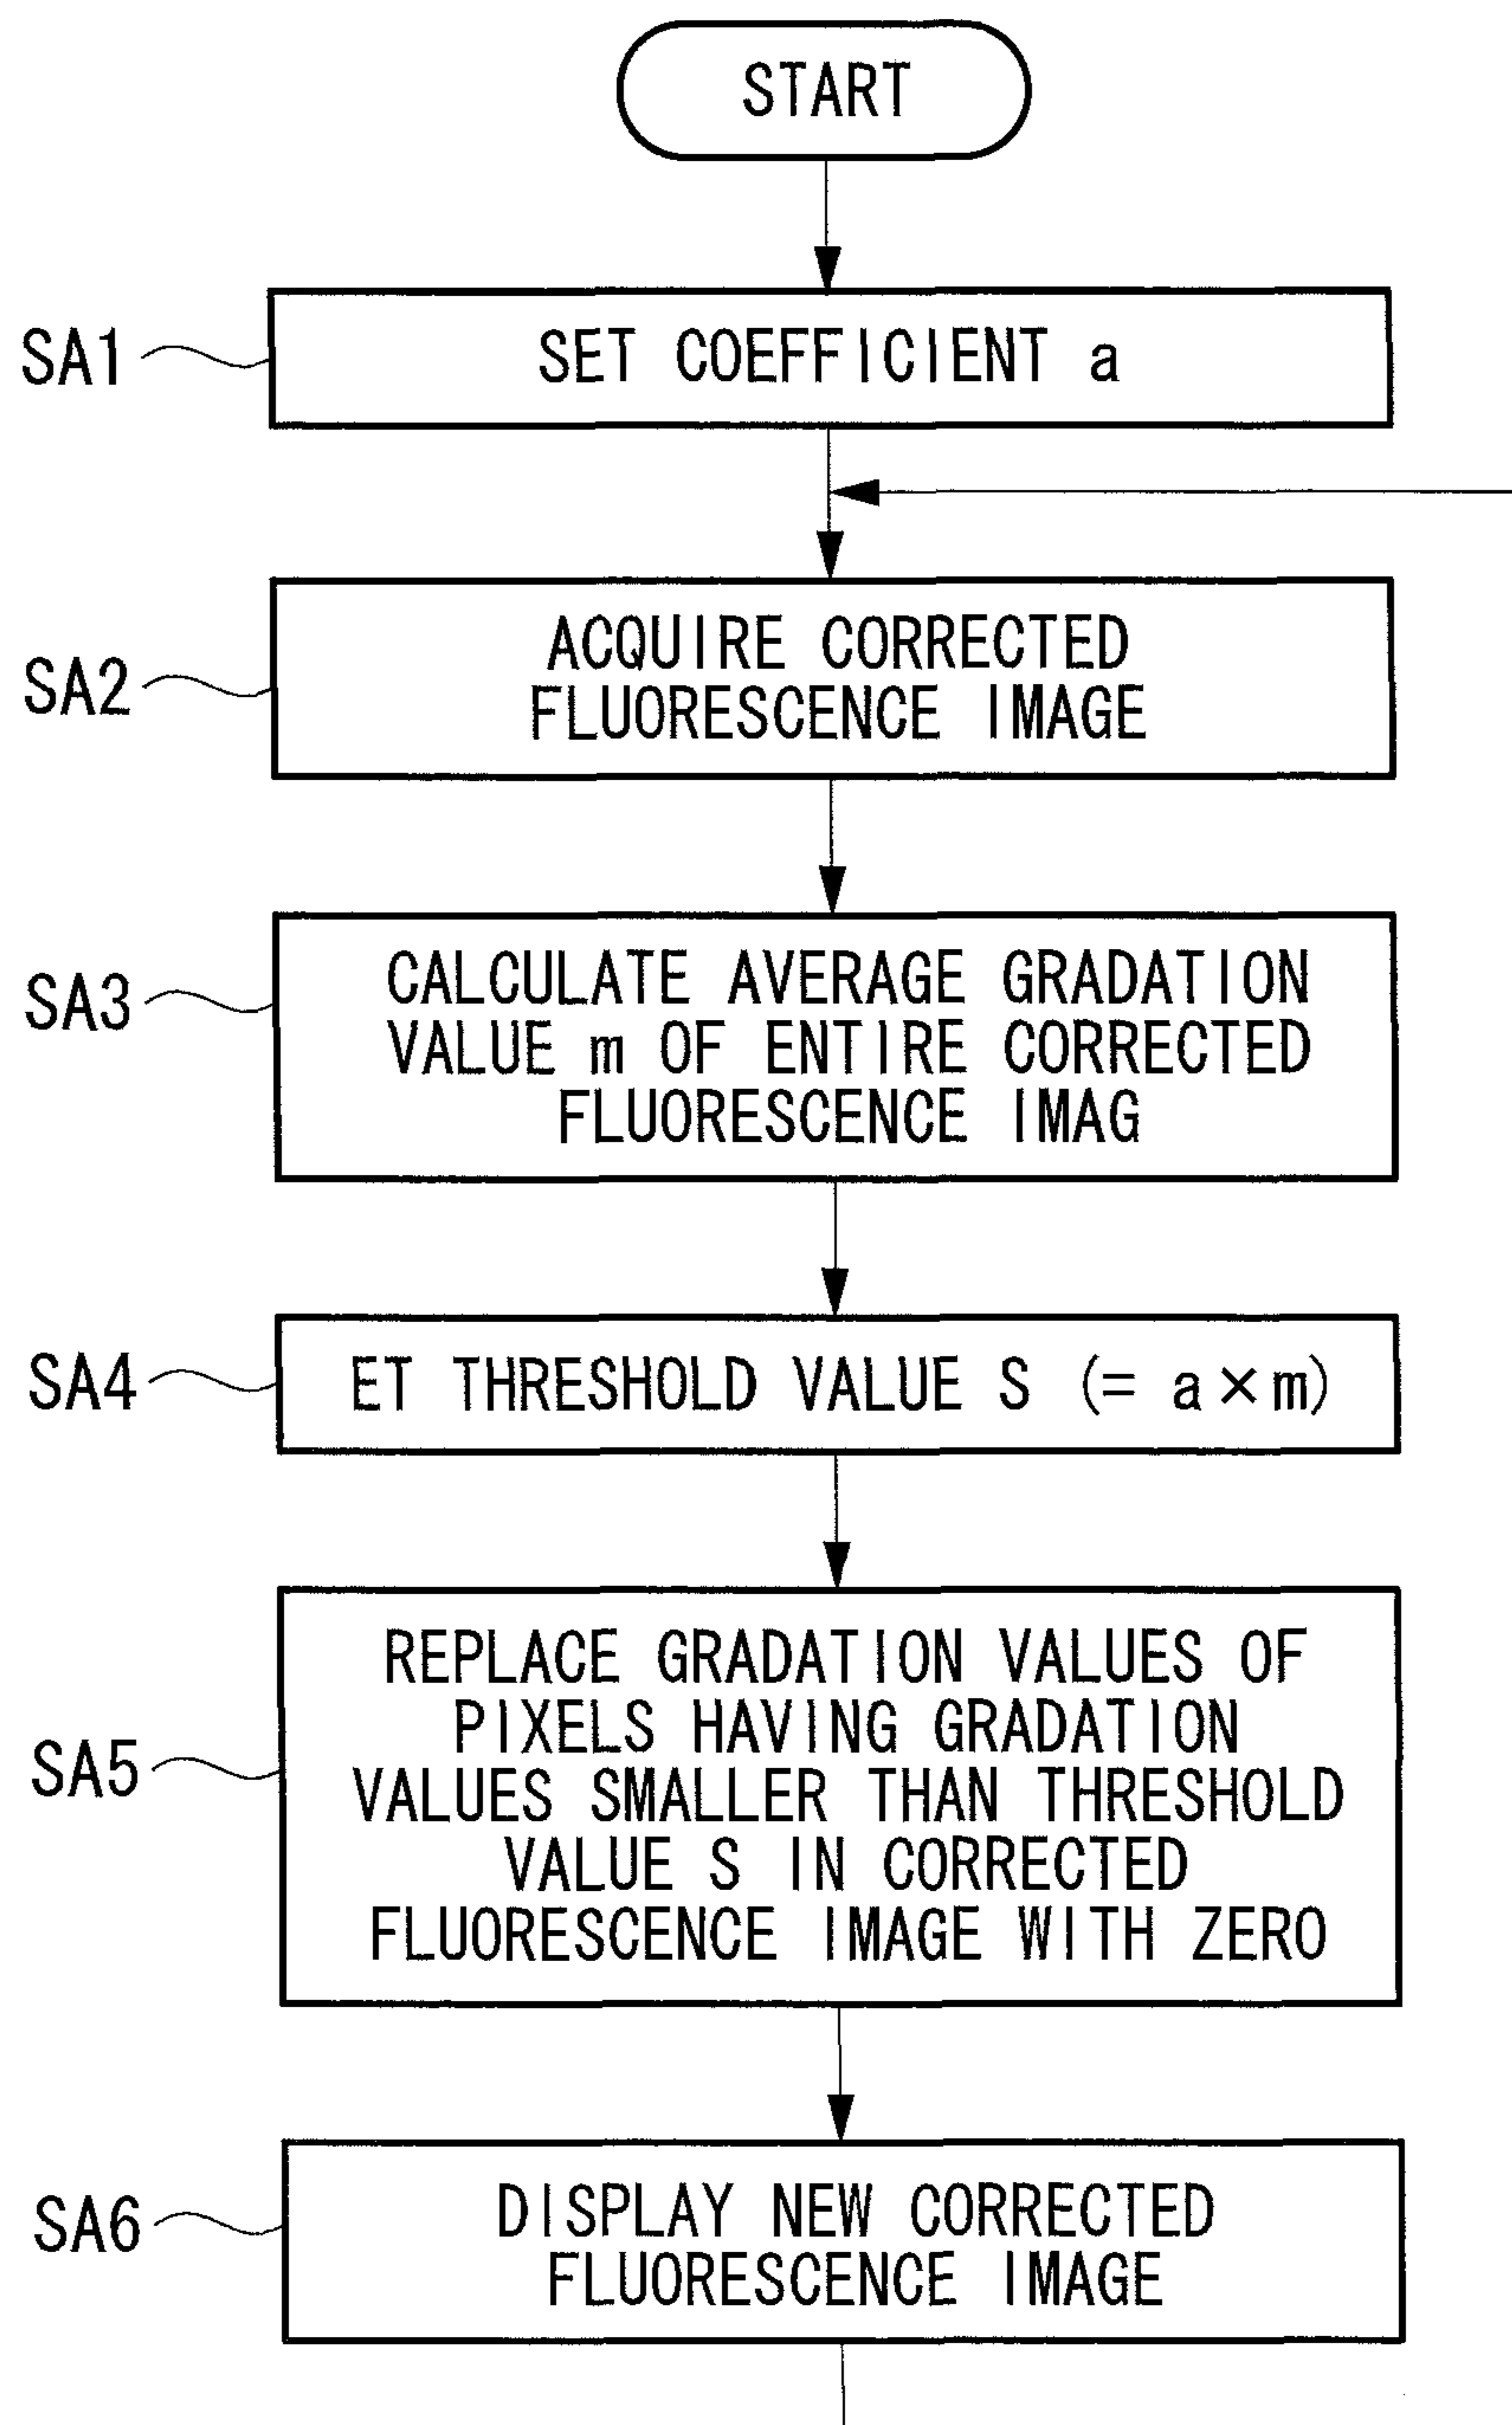 START
SA1
SET COEFFICIENT a
SA2
ACQUIRE CORRECTED
FLUORESCENCE IMAGE
SA3
CALCULATE AVERAGE GRADATION
VALUE m OF ENTIRE CORRECTED
FLUORESCENCE IMAG
SA4
ET THRESHOLD VALUE S (= a×m)
SA5
REPLACE GRADATION VALUES OF
PIXELS HAVING GRADATION
VALUES SMALLER THAN THRESHOLD
VALUE S IN CORRECTED
FLUORESCENCE IMAGE WITH ZERO
SA6
DISPLAY NEW CORRECTED
FLUORESCENCE IMAGE